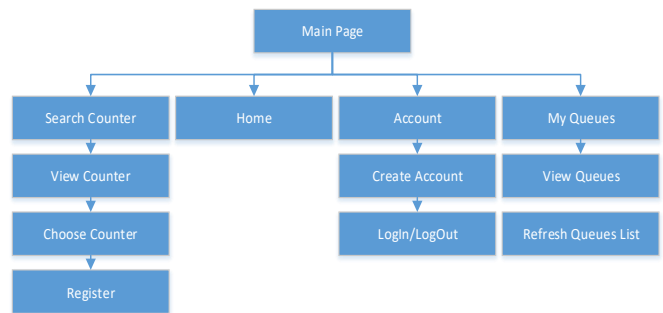 Main Page
Search Counter
Home
Account
My Queues
View Counter
Create Account
View Queues
Choose Counter
LogIn/LogOut
Refresh Queues List
Register